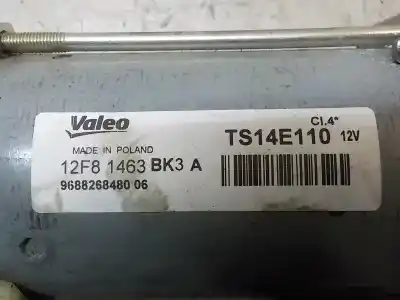 Valeo
MADE IN POLAND
Cl.4*
TS14E110 12V
12F8 1463 BK3 A
9688268480 06